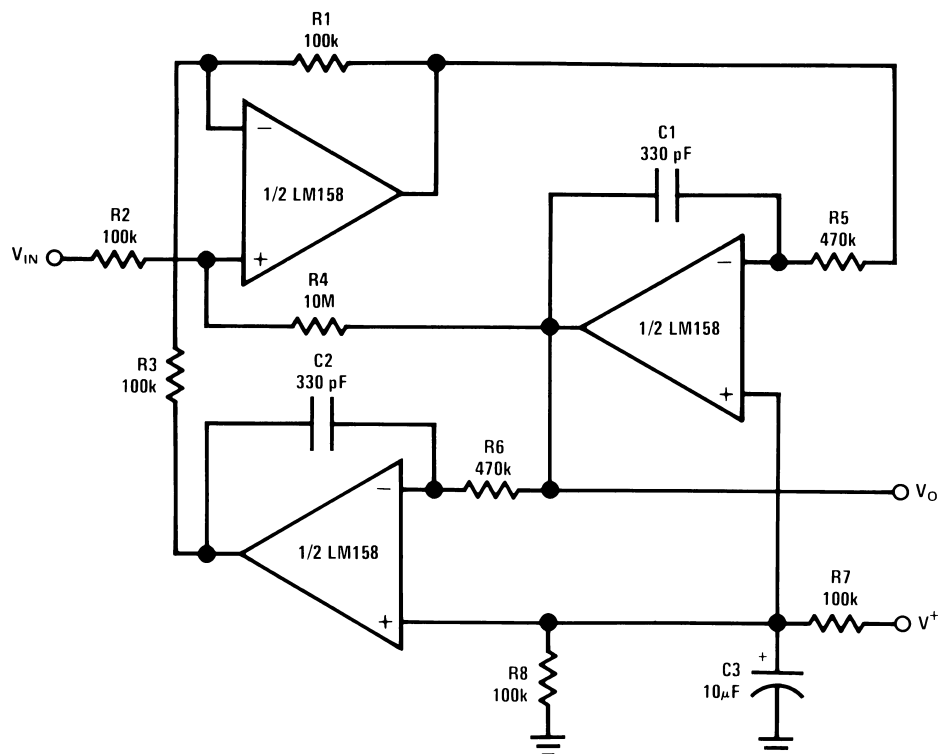 R1
100k
−
1/2 LM158
+
R2
100k
VIN
R4
10M
C1
330 pF
R5
470k
−
1/2 LM158
+
R3
100k
C2
330 pF
R6
470k
−
1/2 LM158
+
VO
R7
100k
V+
R8
100k
+
C3
10µF